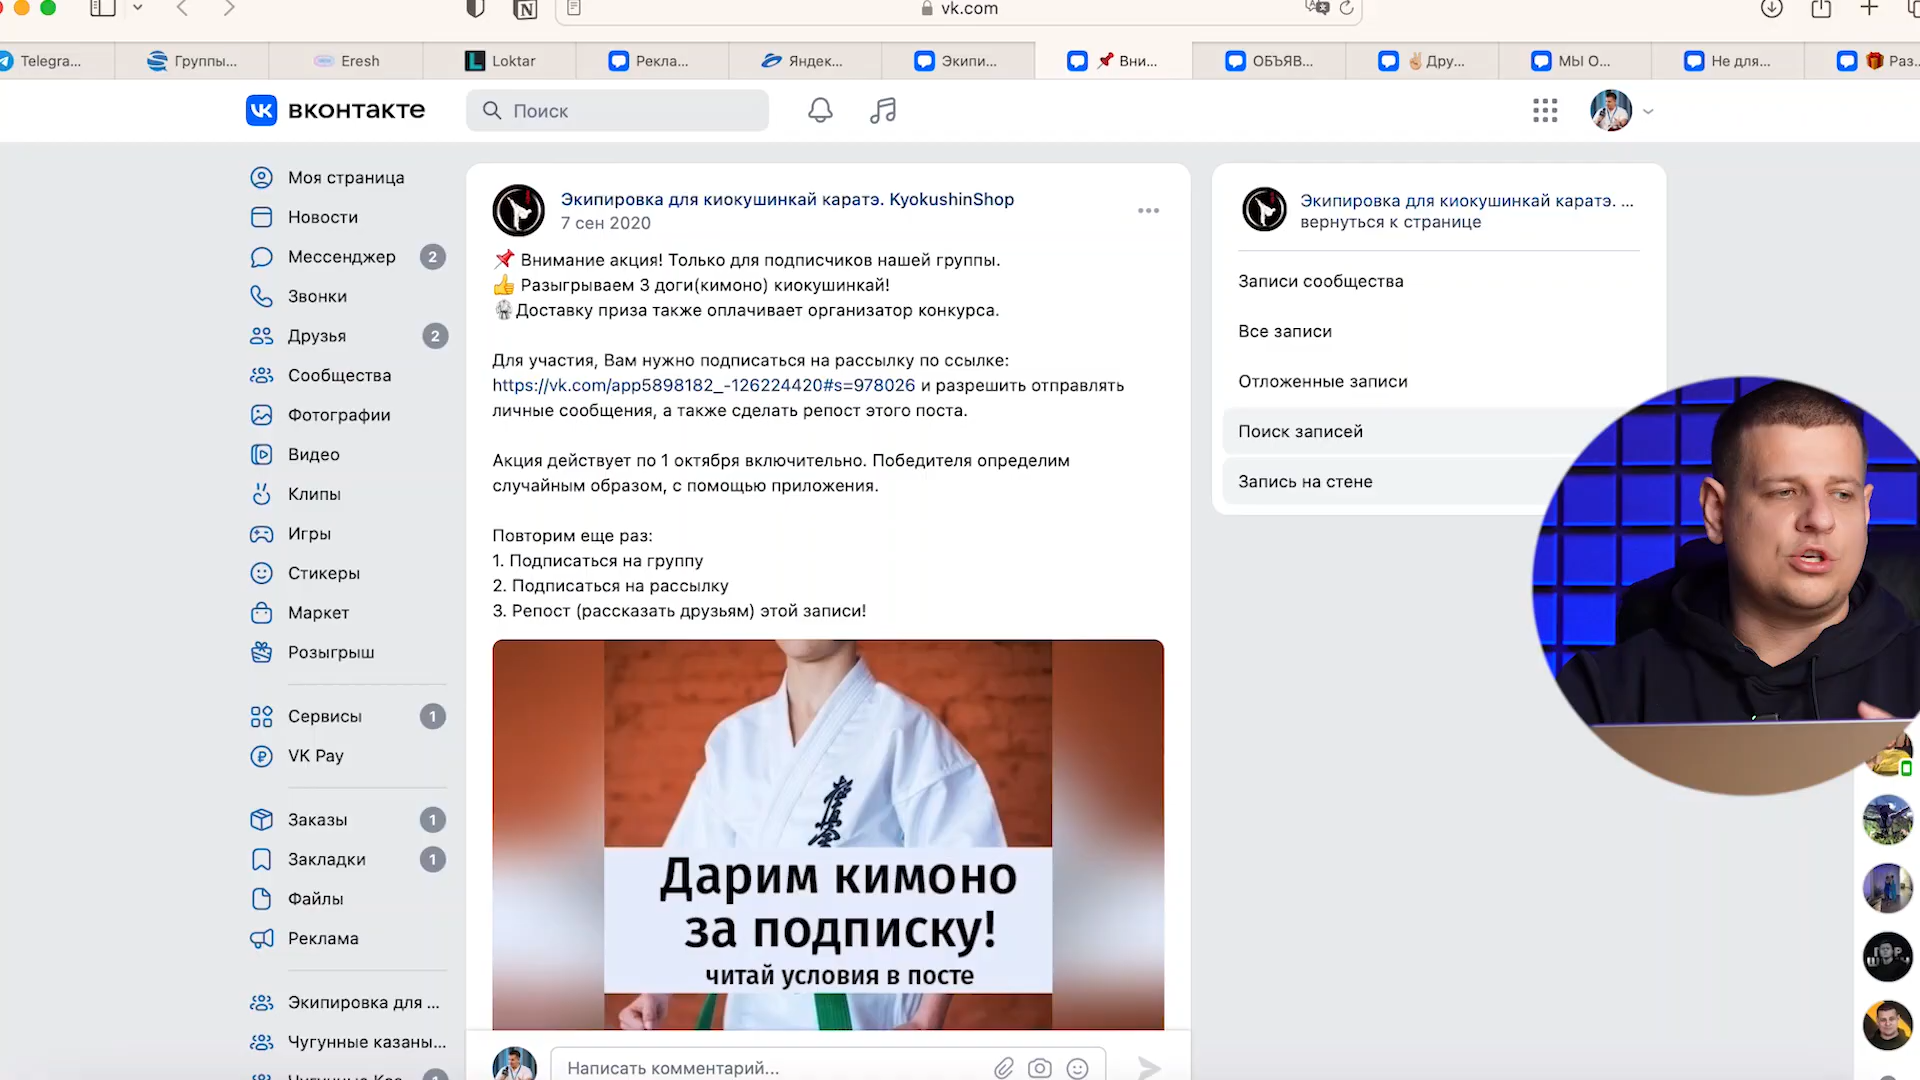 vk.com
Telegra...
Группы...
Eresh
Loktar
Рекла...
Яндек...
Экипи...
📌 Вни...
ОБЪЯВ...
✌🏼 Дру...
МЫ О...
Не для...
🎁 Раз...
вконтакте
Поиск
Моя страница
Новости
Мессенджер 2
Звонки
Друзья 2
Сообщества
Фотографии
Видео
Клипы
Игры
Стикеры
Маркет
Розыгрыш
Сервисы 1
VK Pay
Заказы 1
Закладки 1
Файлы
Реклама
Экипировка для ...
Чугунные казаны...
Экипировка для киокушинкай каратэ. KyokushinShop
7 сен 2020
📌 Внимание акция! Только для подписчиков нашей группы.
👍 Разыгрываем 3 доги(кимоно) киокушинкай!
🥋Доставку приза также оплачивает организатор конкурса.
Для участия, Вам нужно подписаться на рассылку по ссылке:
https://vk.com/app5898182_-126224420#s=978026 и разрешить отправлять
личные сообщения, а также сделать репост этого поста.
Акция действует по 1 октября включительно. Победителя определим
случайным образом, с помощью приложения.
Повторим еще раз:
1. Подписаться на группу
2. Подписаться на рассылку
3. Репост (рассказать друзьям) этой записи!
極真会
Дарим кимоно
за подписку!
читай условия в посте
Написать комментарий...
Экипировка для киокушинкай каратэ. ...
вернуться к странице
Записи сообщества
Все записи
Отложенные записи
Поиск записей
Запись на стене